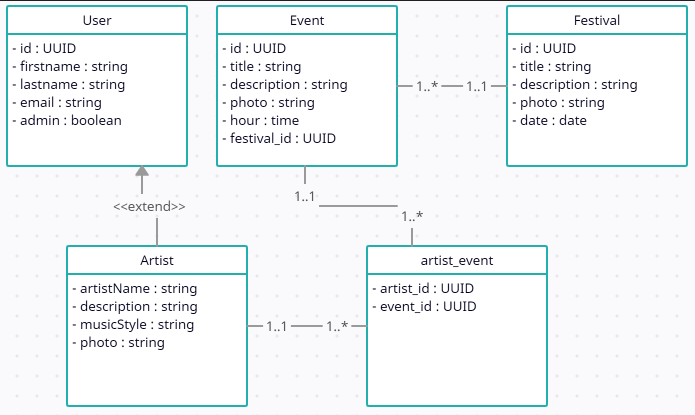 User
- id : UUID
- firstname : string
- lastname : string
- email : string
- admin : boolean
Event
- id : UUID
- title : string
- description : string
- photo : string
- hour : time
- festival_id : UUID
1..*
1..1
Festival
- id : UUID
- title : string
- description : string
- photo : string
- date : date
<<extend>>
1..1
1..*
Artist
- artistName : string
- description : string
- musicStyle : string
- photo : string
1..1
1..*
artist_event
- artist_id : UUID
- event_id : UUID